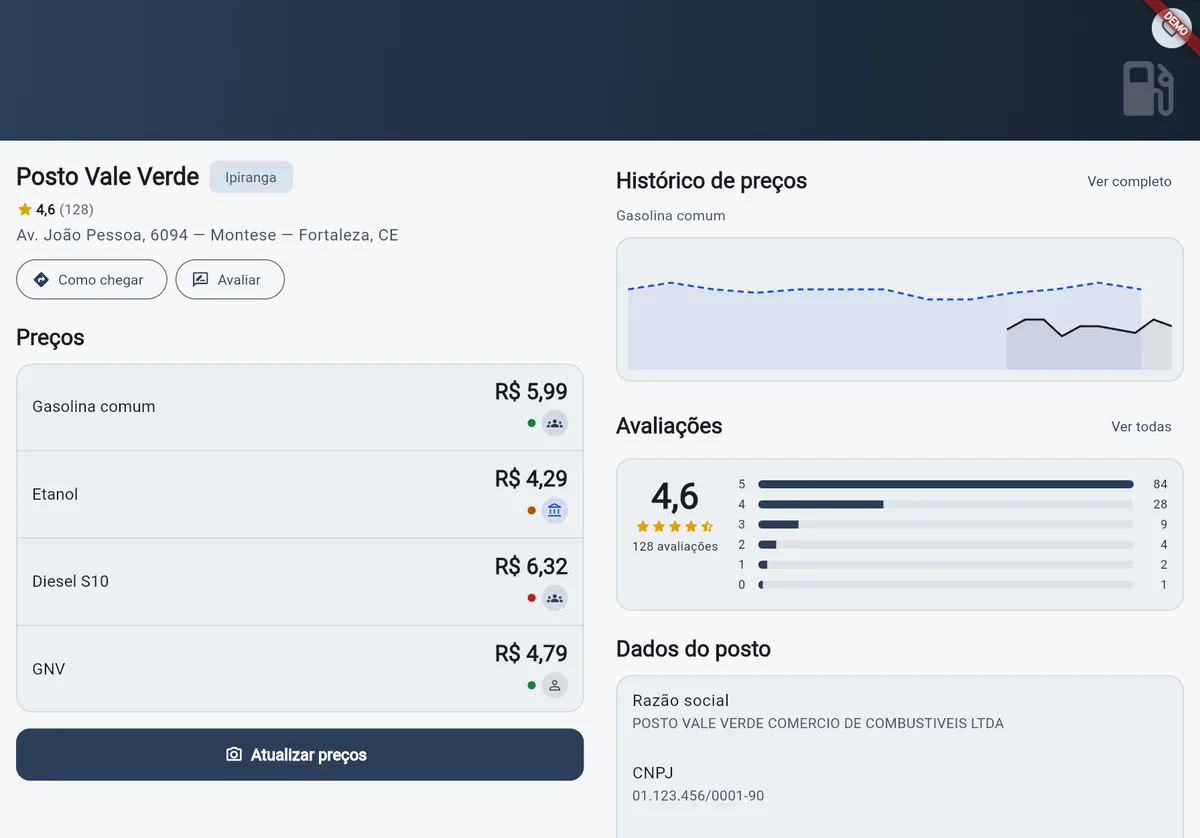 DEMO
Posto Vale Verde
Ipiranga
4,6 (128)
Av. João Pessoa, 6094 — Montese — Fortaleza, CE
Como chegar
Avaliar
Preços
Gasolina comum
R$ 5,99
Etanol
R$ 4,29
Diesel S10
R$ 6,32
GNV
R$ 4,79
Atualizar preços
Histórico de preços
Ver completo
Gasolina comum
Avaliações
Ver todas
4,6
128 avaliações
5 84
4 28
3 9
2 4
1 2
0 1
Dados do posto
Razão social
POSTO VALE VERDE COMERCIO DE COMBUSTIVEIS LTDA
CNPJ
01.123.456/0001-90